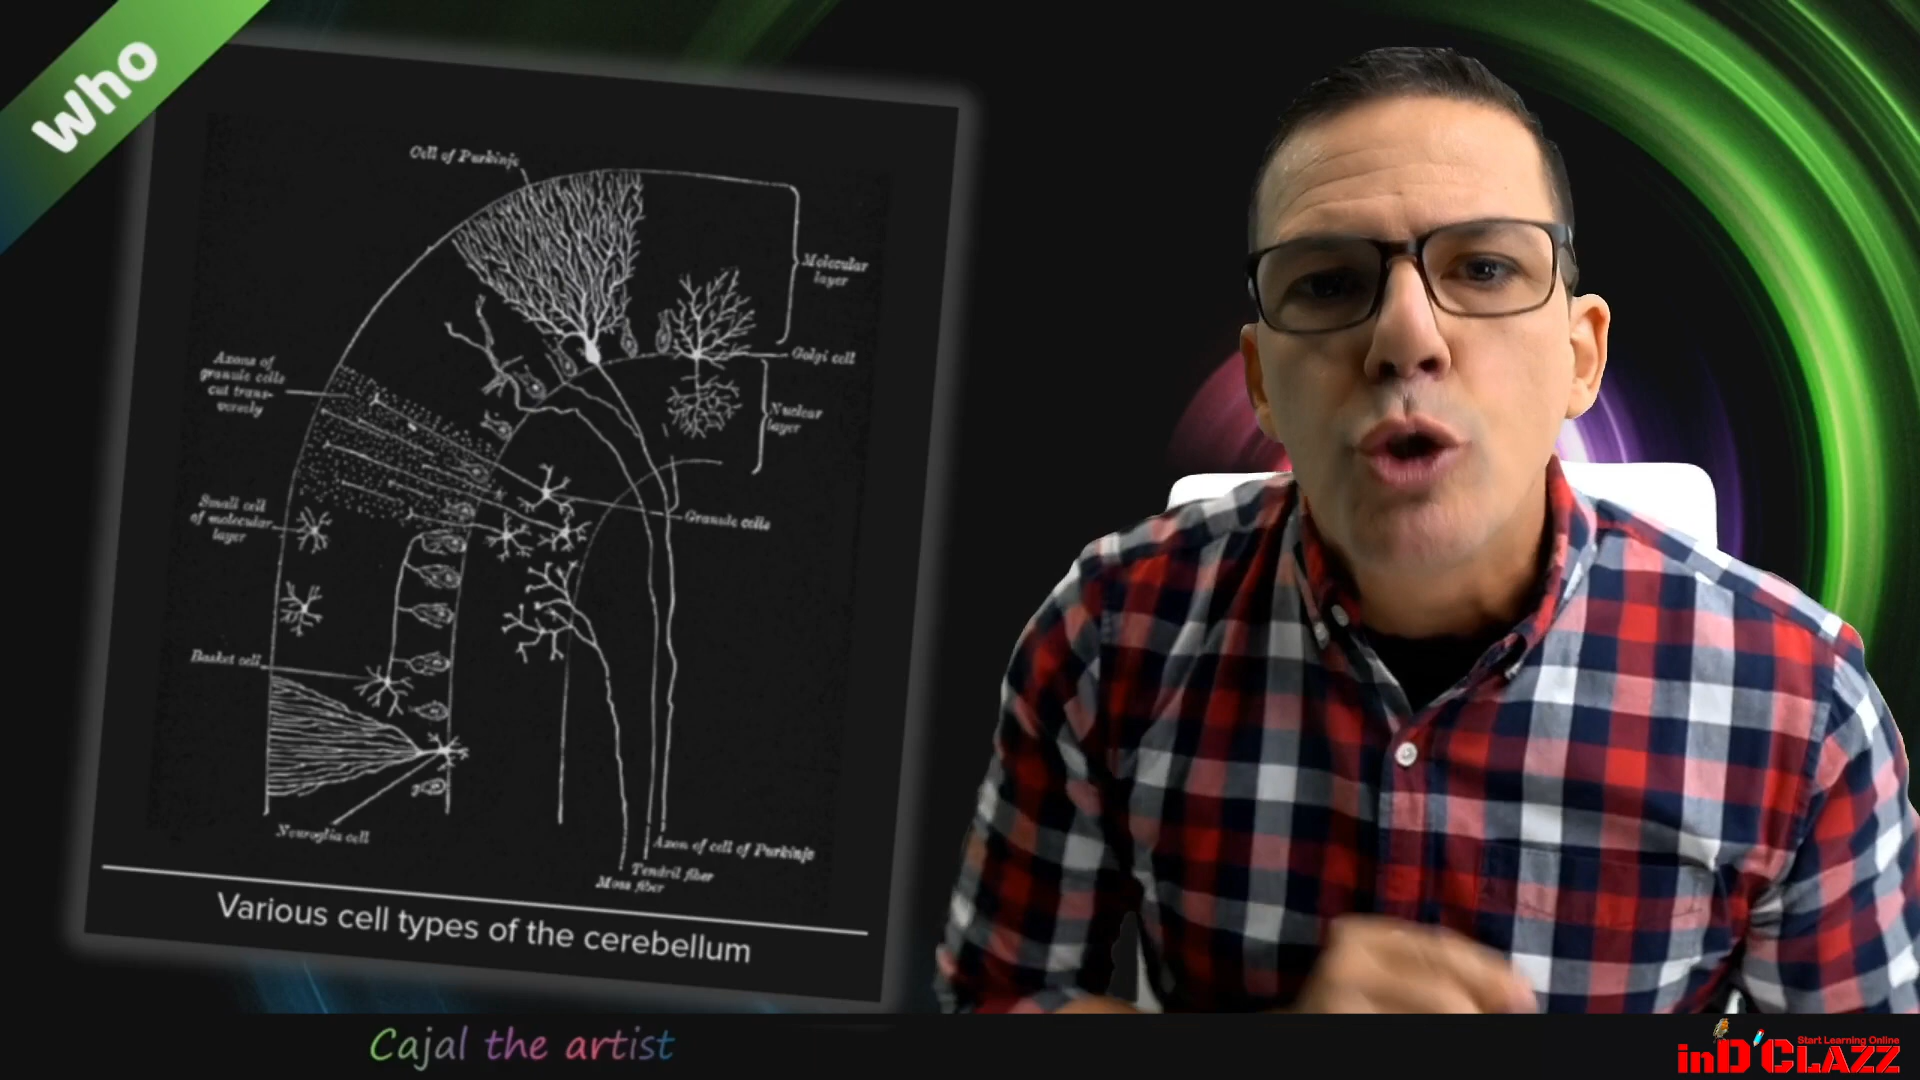 Who
Cell of Purkinje
Molecular
layer
Golgi cell
Axons of
granule cells
cut trans-
versely
Nuclear
layer
Small cell
of molecular
layer
Granule cells
Basket cell
Neuroglia cell
Axon of cell of Purkinje
Tendril fiber
Moss fiber
Various cell types of the cerebellum
Cajal the artist
Start Learning Online
inD'CLAZZ